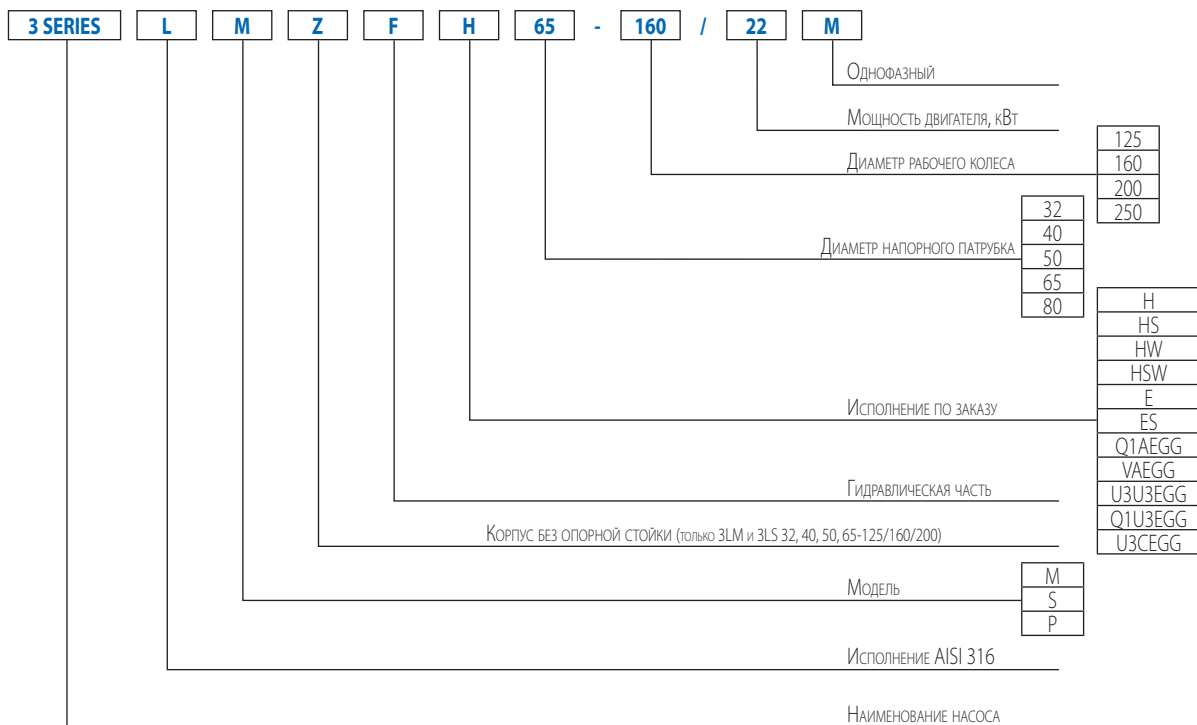 3 SERIES L M Z F H 65 - 160 / 22 M
Однофазный
Мощность двигателя, кВт
Диаметр рабочего колеса
125
160
200
250
Диаметр напорного патрубка
32
40
50
65
80
Исполнение по заказу
H
HS
HW
HSW
E
ES
Q1AEGG
VAEGG
U3U3EGG
Q1U3EGG
U3CEGG
Гидравлическая часть
Корпус без опорной стойки (только 3LM и 3LS 32, 40, 50, 65-125/160/200)
Модель
M
S
P
Исполнение AISI 316
Наименование насоса